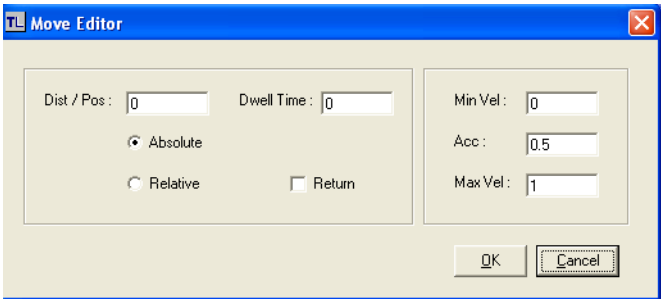 TL Move Editor
Dist / Pos : 0 Dwell Time : 0 Min Vel : 0
Absolute Acc : 0.5
Relative Return Max Vel : 1
OK Cancel